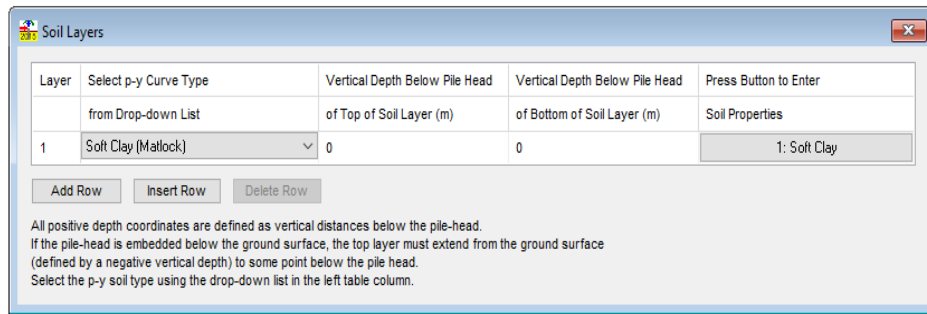 Soil Layers
Layer Select p-y Curve Type Vertical Depth Below Pile Head Vertical Depth Below Pile Head Press Button to Enter
from Drop-down List of Top of Soil Layer (m) of Bottom of Soil Layer (m) Soil Properties
1 Soft Clay (Matlock) 0 0 1: Soft Clay
Add Row Insert Row Delete Row
All positive depth coordinates are defined as vertical distances below the pile-head.
If the pile-head is embedded below the ground surface, the top layer must extend from the ground surface
(defined by a negative vertical depth) to some point below the pile head.
Select the p-y soil type using the drop-down list in the left table column.